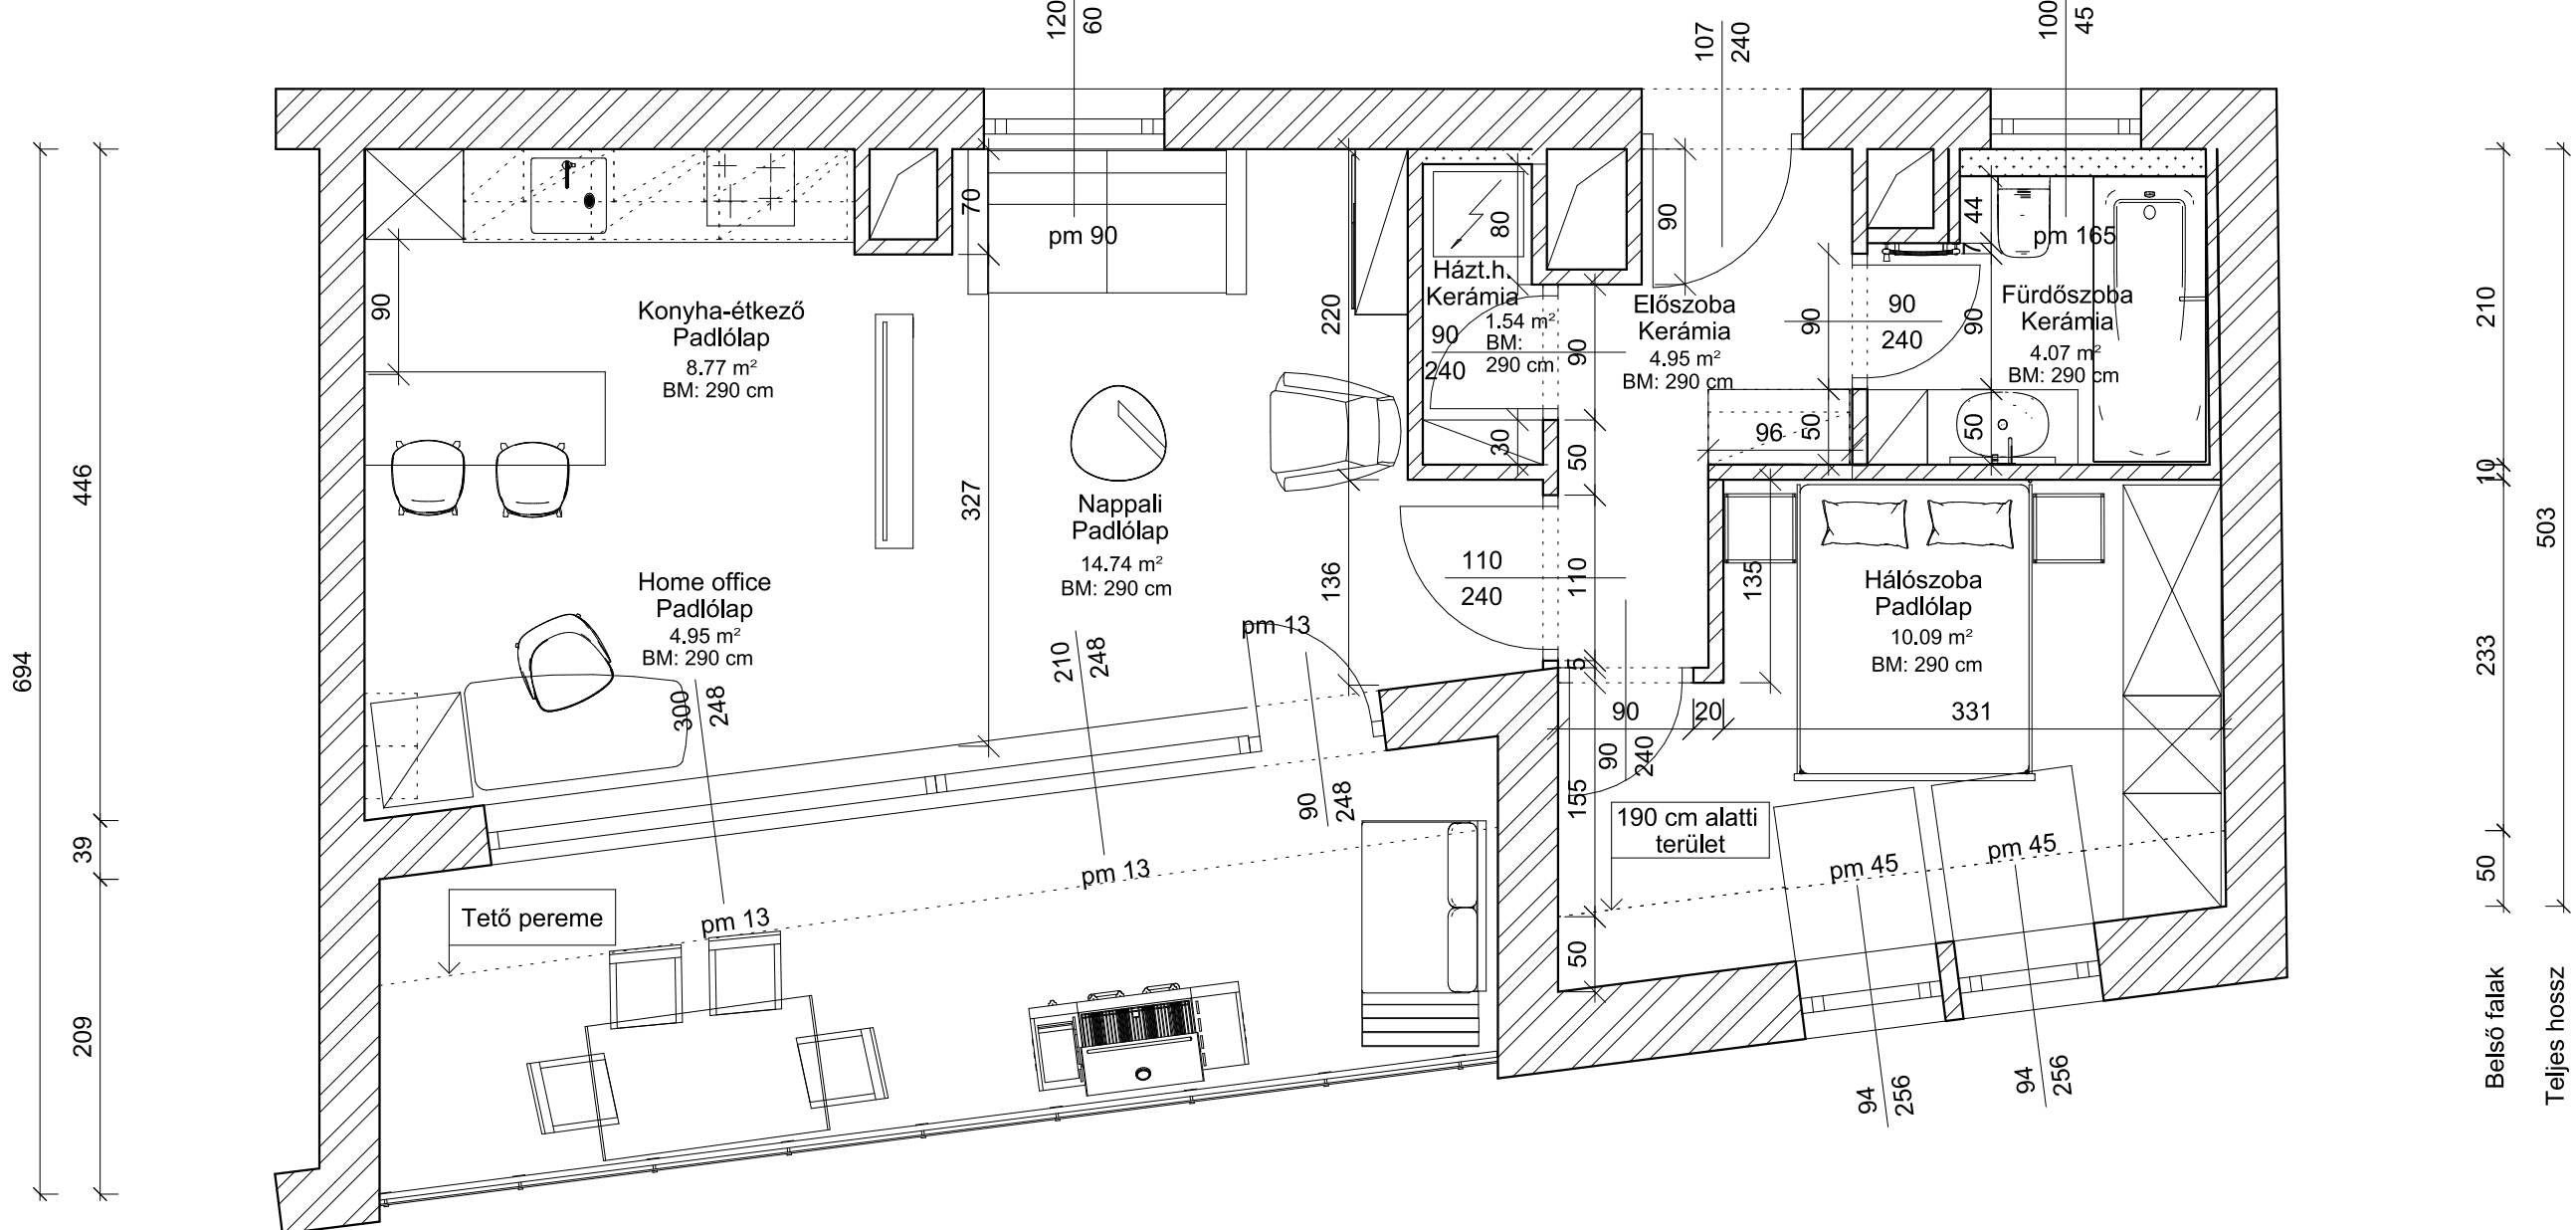 120
60
107
240
100
45
70
pm 90
80
90
44
7
pm 165
Házt.h.
Kerámia
1.54 m²
BM:
290 cm
90
240
90
Konyha-étkező
Padlólap
8.77 m²
BM: 290 cm
220
Előszoba
Kerámia
4.95 m²
BM: 290 cm
90
90
90
240
90
Fürdőszoba
Kerámia
4.07 m²
BM: 290 cm
210
30
50
96
50
50
10
446
327
Nappali
Padlólap
14.74 m²
BM: 290 cm
136
110
240
110
135
Hálószoba
Padlólap
10.09 m²
BM: 290 cm
503
Home office
Padlólap
4.95 m²
BM: 290 cm
694
233
300
248
210
248
pm 13
15
90
20
331
90
240
90
248
155
190 cm alatti
terület
39
50
pm 13
pm 45
pm 45
Tető pereme
pm 13
50
209
94
256
94
256
Belső falak
Teljes hossz